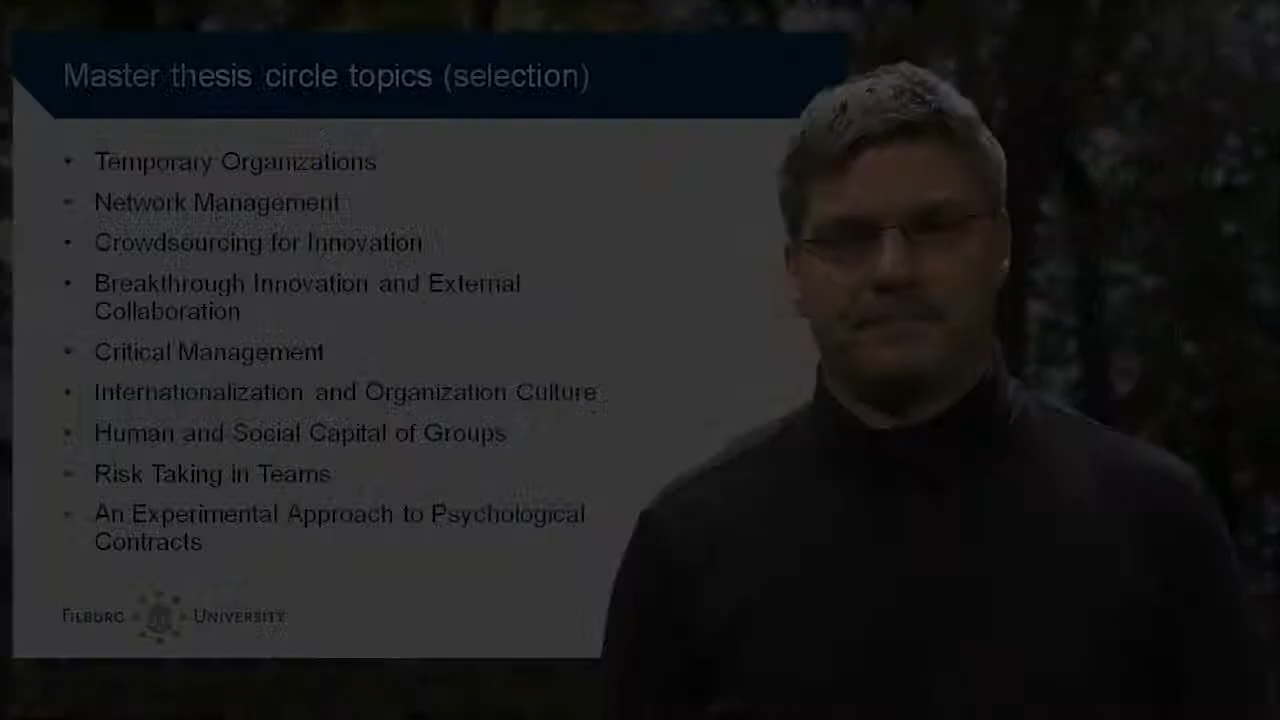 Master thesis circle topics (selection)
• Temporary Organizations
• Network Management
• Crowdsourcing for Innovation
• Breakthrough Innovation and External
Collaboration
• Critical Management
• Internationalization and Organization Culture
• Human and Social Capital of Groups
• Risk Taking in Teams
• An Experimental Approach to Psychological
Contracts
University